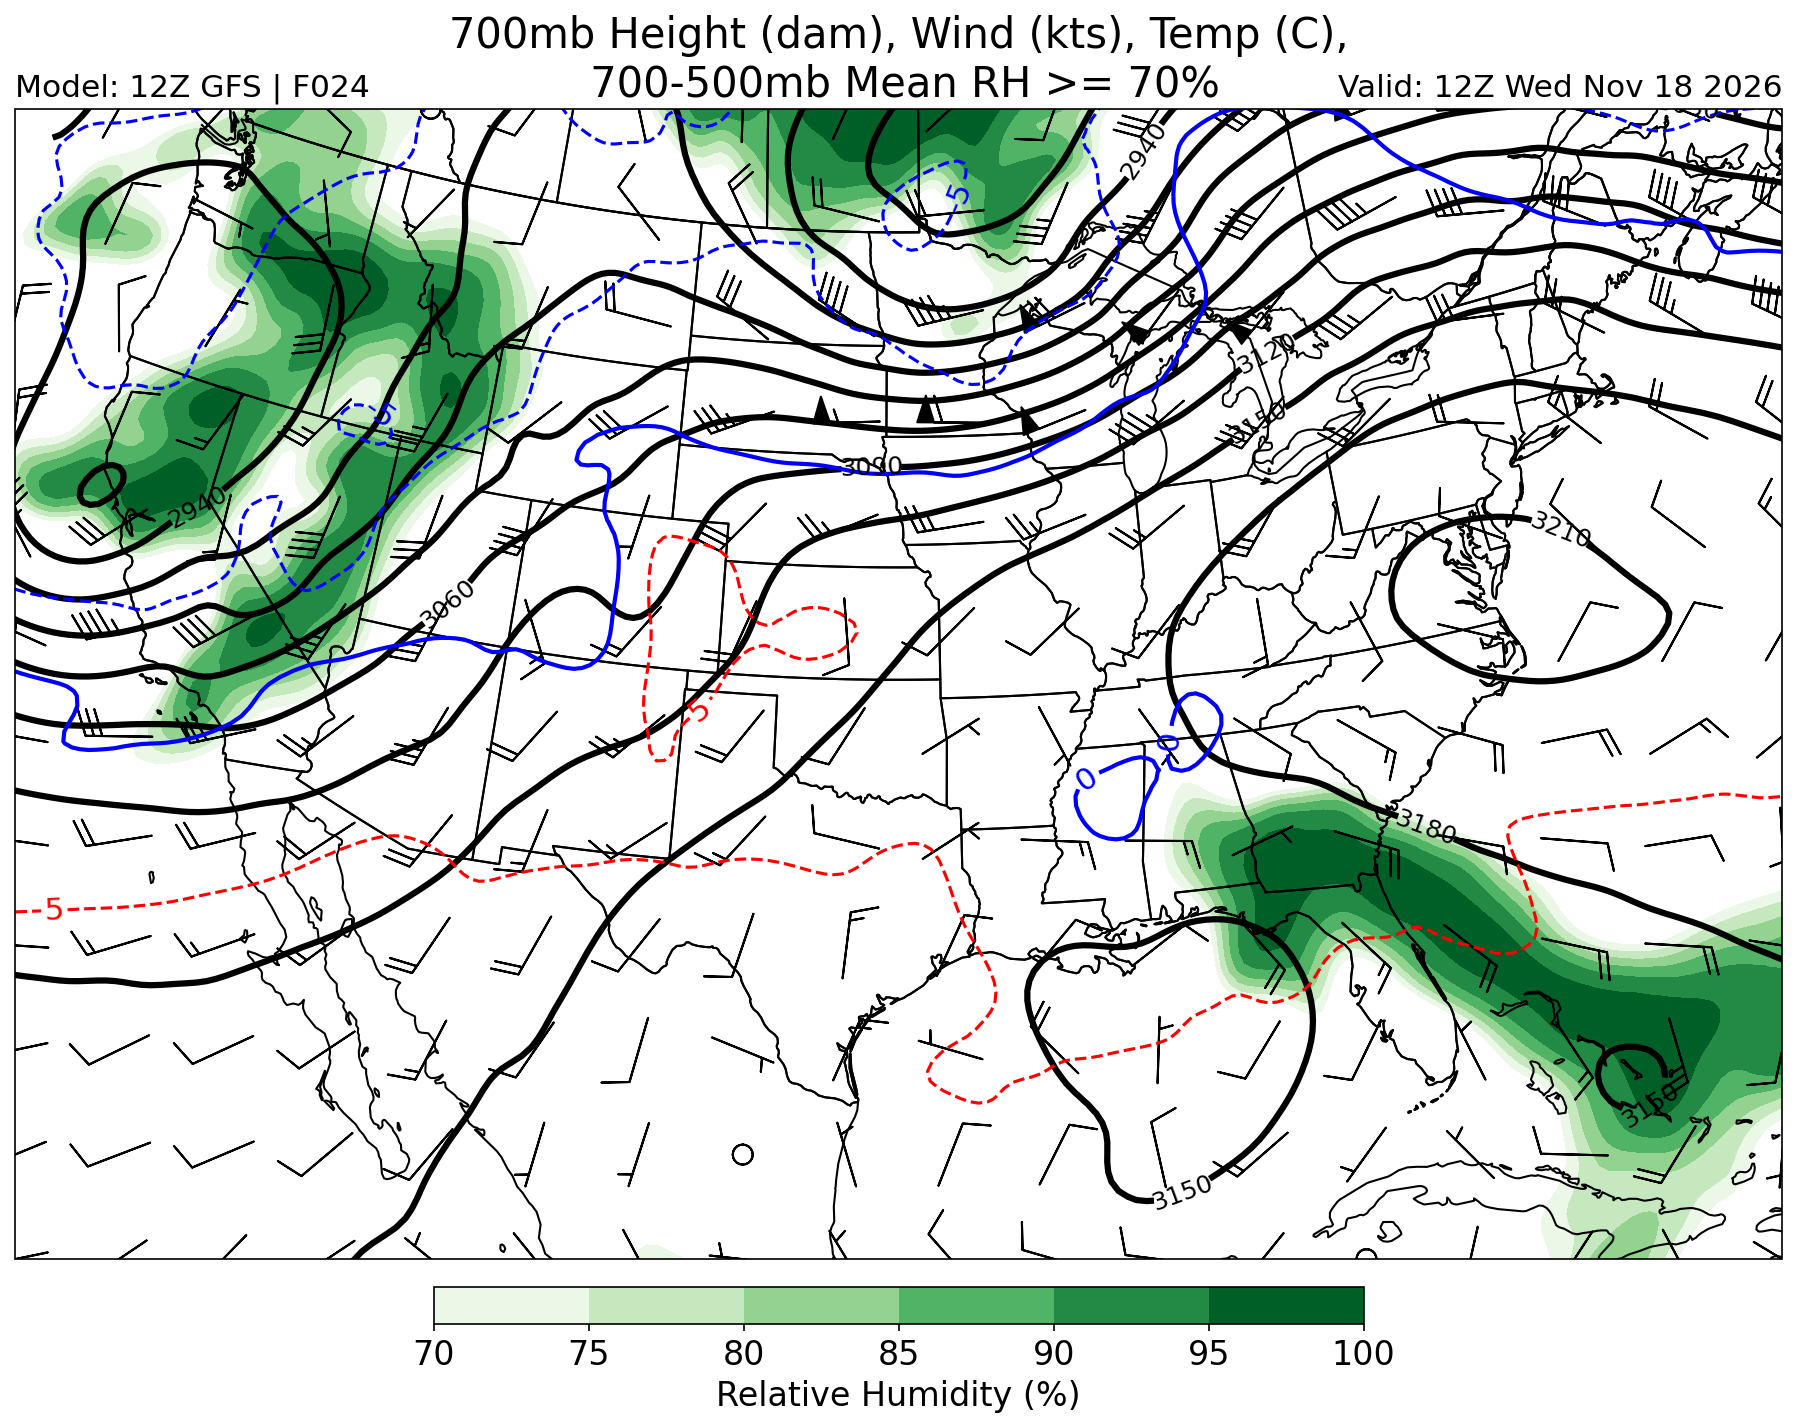 700mb Height (dam), Wind (kts), Temp (C),
Model: 12Z GFS | F024
700-500mb Mean RH >= 70%
Valid: 12Z Wed Nov 18 2026
2940
-5
3120
3150
-5
3090
2940
3210
3060
5
0
0
3180
5
3150
3150
70 75 80 85 90 95 100
Relative Humidity (%)